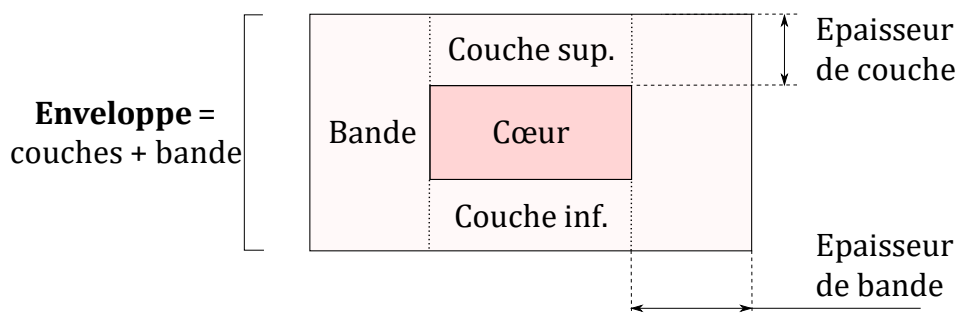 Enveloppe =
couches + bande
Bande
Couche sup.
Cœur
Couche inf.
Epaisseur
de couche
Epaisseur
de bande